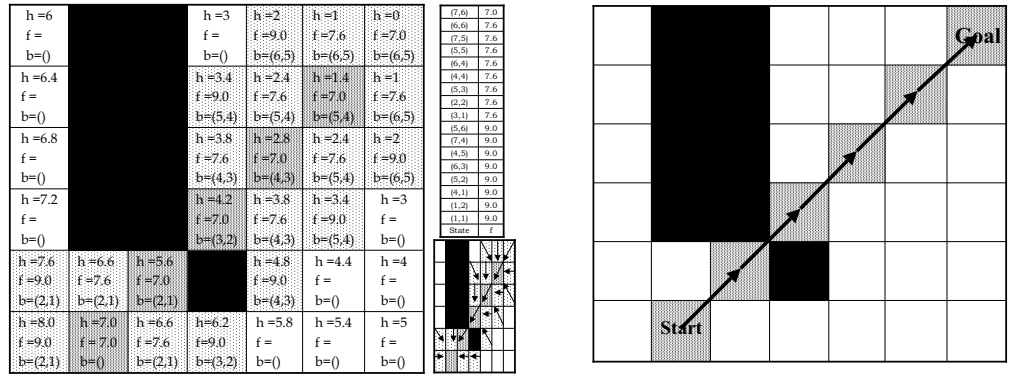 h =6 h =3 h =2 h =1 h =0
f = f = f =9.0 f =7.6 f =7.0
b=() b=() b=(6,5) b=(6,5) b=(6,5)
h =6.4 h =3.4 h =2.4 h =1.4 h =1
f = f =9.0 f =7.6 f =7.0 f =7.6
b=() b=(5,4) b=(5,4) b=(5,4) b=(6,5)
h =6.8 h =3.8 h =2.8 h =2.4 h =2
f = f =7.6 f =7.0 f =7.6 f =9.0
b=() b=(4,3) b=(4,3) b=(5,4) b=(6,5)
h =7.2 h =4.2 h =3.8 h =3.4 h =3
f = f =7.0 f =7.6 f =9.0 f =
b=() b=(3,2) b=(4,3) b=(5,4) b=()
h =7.6 h =6.6 h =5.6 h =4.8 h =4.4 h =4
f =9.0 f =7.6 f =7.0 f =9.0 f = f =
b=(2,1) b=(2,1) b=(2,1) b=(4,3) b=() b=()
h =8.0 h =7.0 h =6.6 h =6.2 h =5.8 h =5.4 h =5
f =9.0 f = 7.0 f =7.6 f =9.0 f = f = f =
b=(2,1) b=() b=(2,1) b=(3,2) b=() b=() b=()
(7,6) 7.0
(6,6) 7.6
(7,5) 7.6
(5,5) 7.6
(6,4) 7.6
(4,4) 7.6
(5,3) 7.6
(2,2) 7.6
(3,1) 7.6
(5,6) 9.0
(7,4) 9.0
(4,5) 9.0
(6,3) 9.0
(5,2) 9.0
(4,1) 9.0
(1,2) 9.0
(1,1) 9.0
State f
Goal
Start